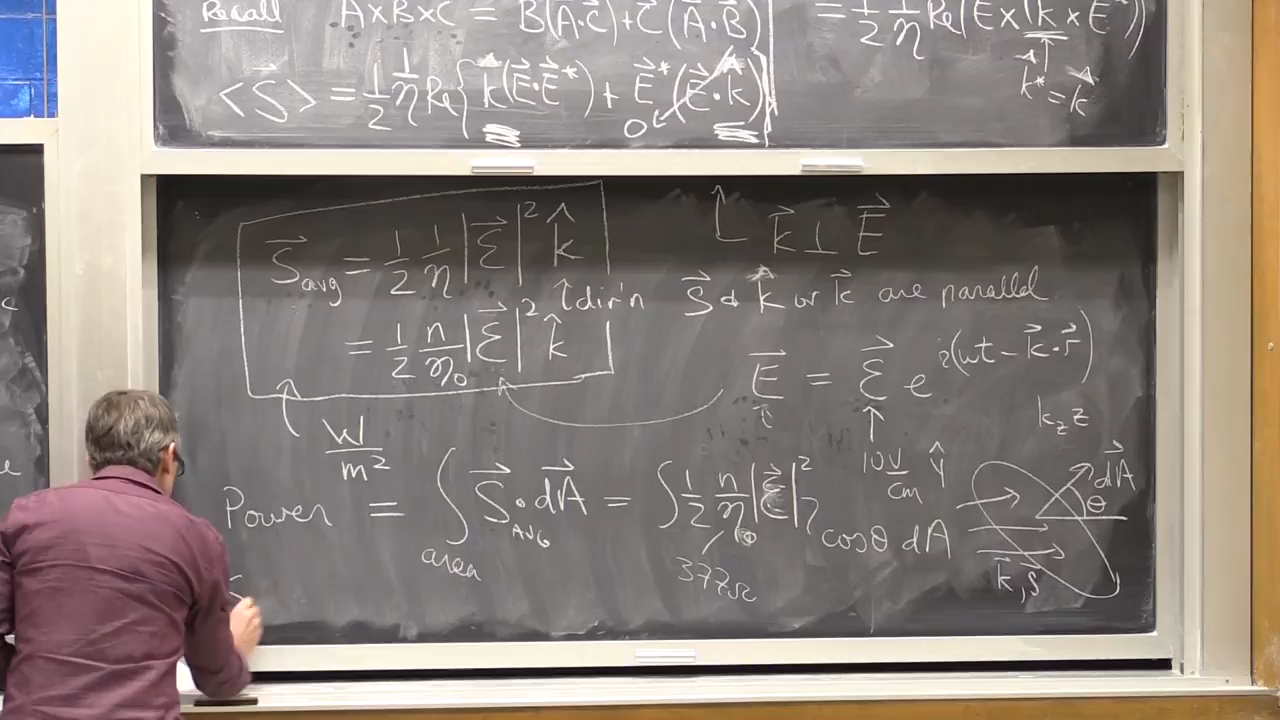 Recall A×B×C = B(A⃗·C⃗)+C⃗(A⃗·B⃗)
= 1/2 1/η Re(E × (k × E*))
<S⃗> = 1/2 1/η Re{ k̂(E⃗·E⃗*) + E⃗*(E⃗·k̂)
0
k̂* = k̂
S⃗avg = 1/2 1/η |ℰ⃗|² k̂
k⃗ ⊥ E⃗
↑dir'n S⃗ & k̂ or k⃗ are parallel
= 1/2 n/η₀ |ℰ⃗|² k̂
E⃗ = ℰ⃗ e^i(ωt − k⃗·r⃗)
k_z z
W/m²
10 V/cm ŷ
Power = ∫area S⃗AVG · dA⃗ = ∫ 1/2 n/η₀ |ℰ⃗|² cosθ dA
dA⃗
θ
377Ω
k⃗, S⃗